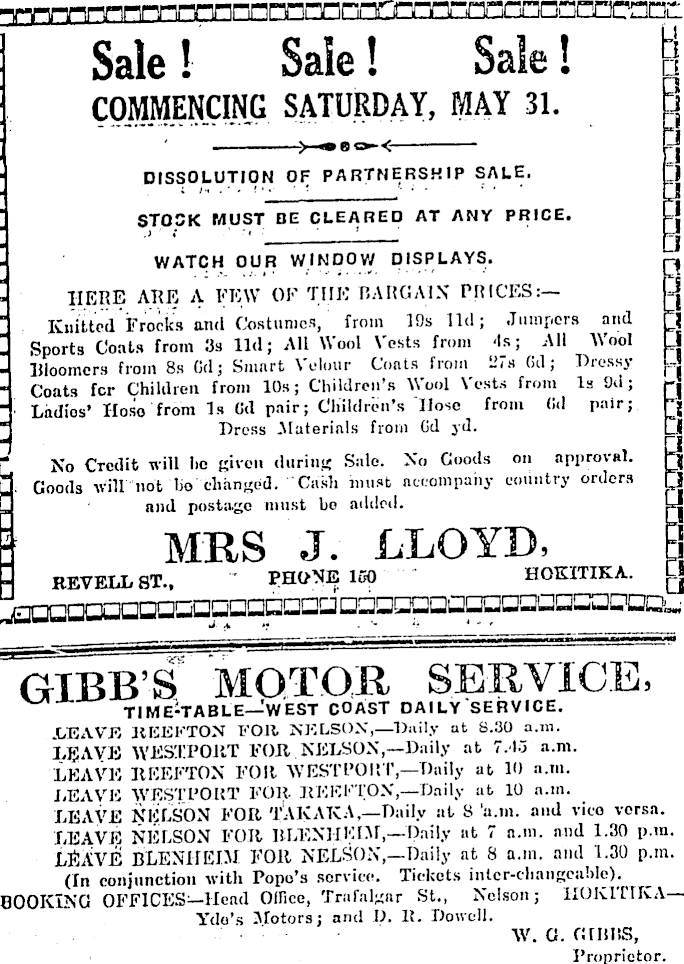 Sale! Sale! Sale!
COMMENCING SATURDAY, MAY 31.
DISSOLUTION OF PARTNERSHIP SALE.
STOCK MUST BE CLEARED AT ANY PRICE.
WATCH OUR WINDOW DISPLAYS.
HERE ARE A FEW OF THE BARGAIN PRICES:—
Knitted Frocks and Costumes, from 19s 11d; Jumpers and
Sports Coats from 3s 11d; All Wool Vests from 4s; All Wool
Bloomers from 8s 6d; Smart Velour Coats from 27s 6d; Dressy
Coats for Children from 10s; Children's Wool Vests from 1s 9d;
Ladies' Hose from 1s 6d pair; Children's Hose from 6d pair;
Dress Materials from 6d yd.
No Credit will be given during Sale. No Goods on approval.
Goods will not be changed. Cash must accompany country orders
and postage must be added.
MRS J. LLOYD,
REVELL ST., PHONE 150 HOKITIKA.
GIBB'S MOTOR SERVICE,
TIME-TABLE—WEST COAST DAILY SERVICE.
LEAVE REEFTON FOR NELSON,—Daily at 8.30 a.m.
LEAVE WESTPORT FOR NELSON,—Daily at 7.45 a.m.
LEAVE REEFTON FOR WESTPORT,—Daily at 10 a.m.
LEAVE WESTPORT FOR REEFTON,—Daily at 10 a.m.
LEAVE NELSON FOR TAKAKA,—Daily at 8 a.m. and vice versa.
LEAVE NELSON FOR BLENHEIM,—Daily at 7 a.m. and 1.30 p.m.
LEAVE BLENHEIM FOR NELSON,—Daily at 8 a.m. and 1.30 p.m.
(In conjunction with Pope's service. Tickets inter-changeable).
BOOKING OFFICES—Head Office, Trafalgar St., Nelson; HOKITIKA—
Yde's Motors; and D. R. Dowell.
W. G. GIBBS,
Proprietor.